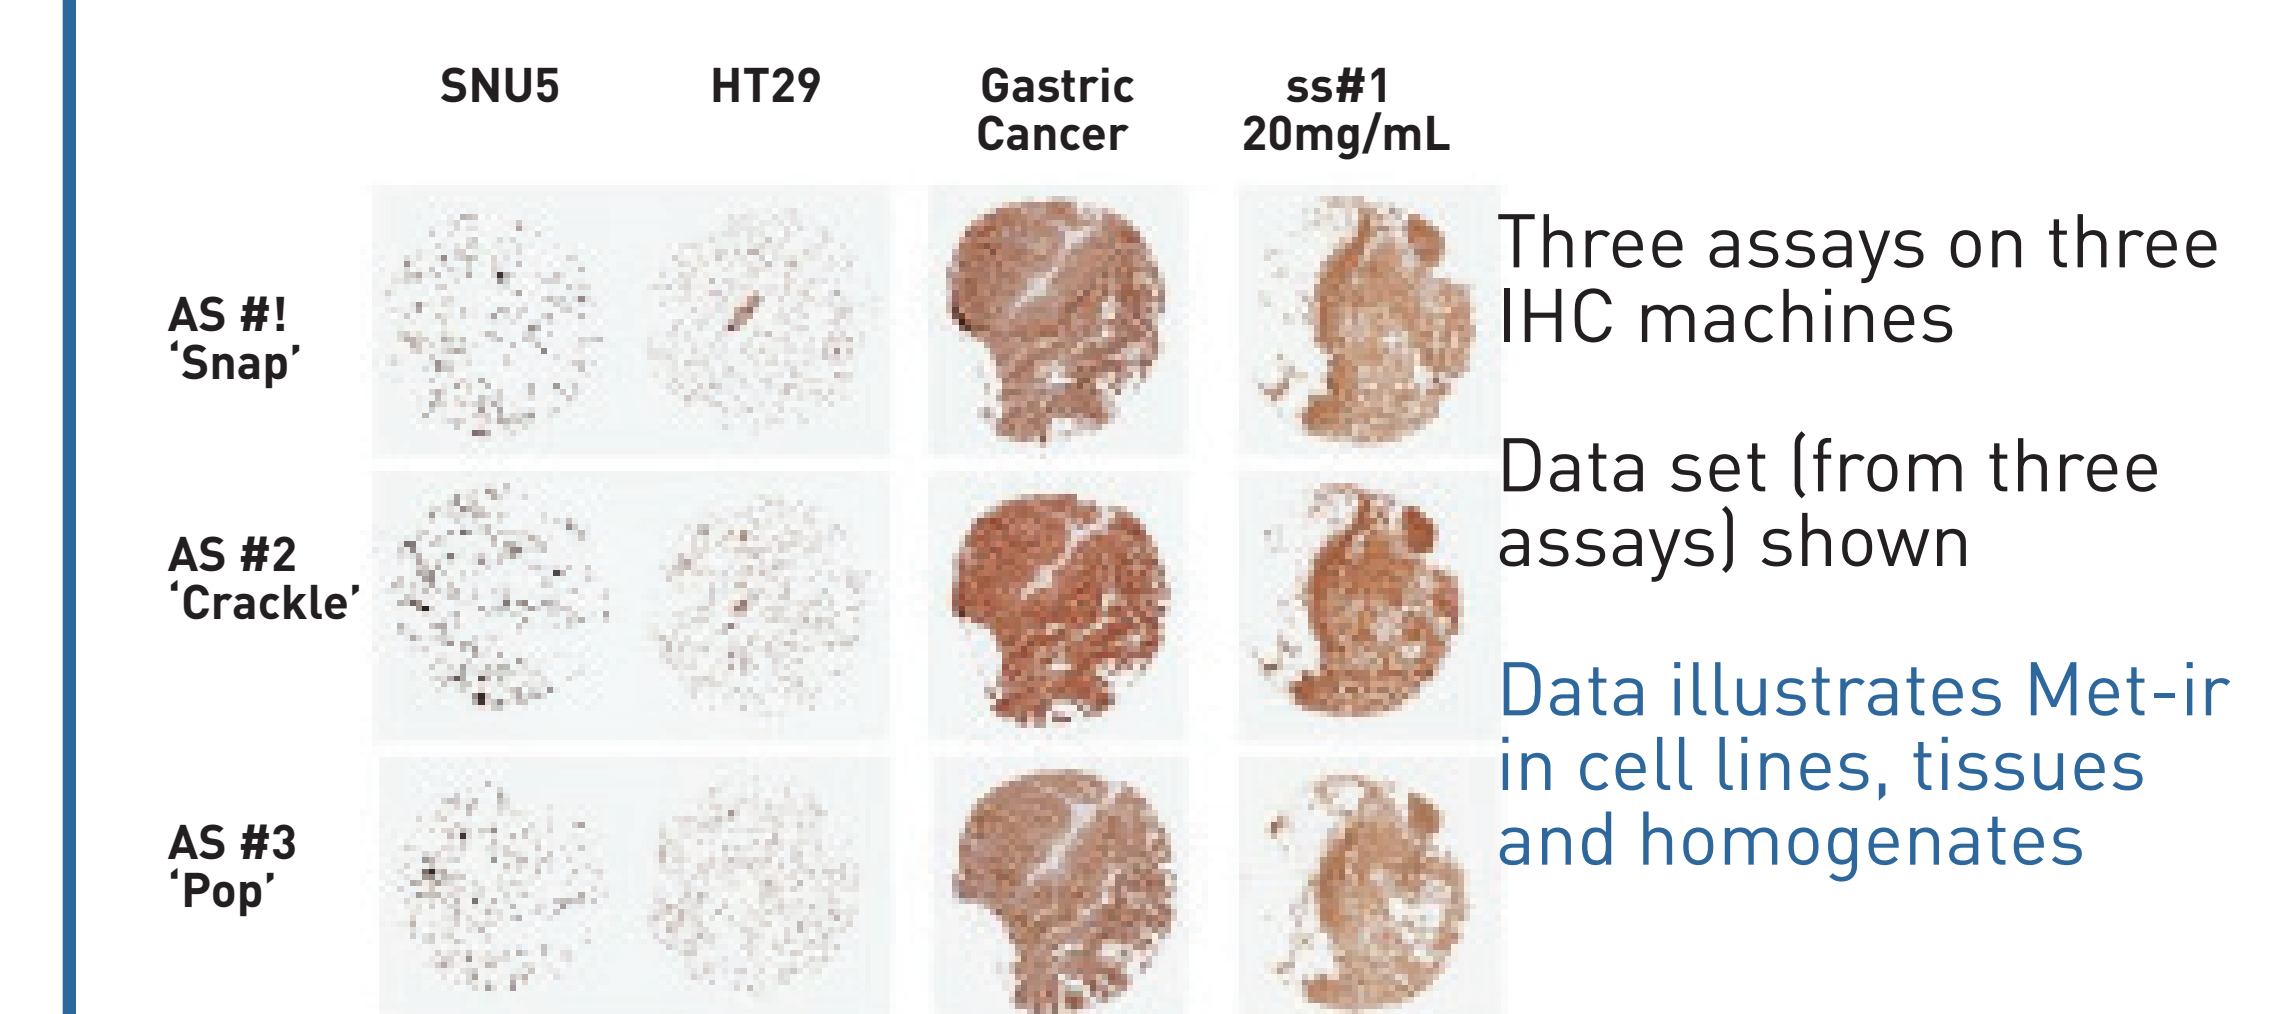 SNU5
HT29
Gastric
Cancer
ss#1
20mg/mL
AS #!
‘Snap’
AS #2
‘Crackle’
AS #3
‘Pop’
Three assays on three
IHC machines
Data set (from three
assays) shown
Data illustrates Met-ir
in cell lines, tissues
and homogenates